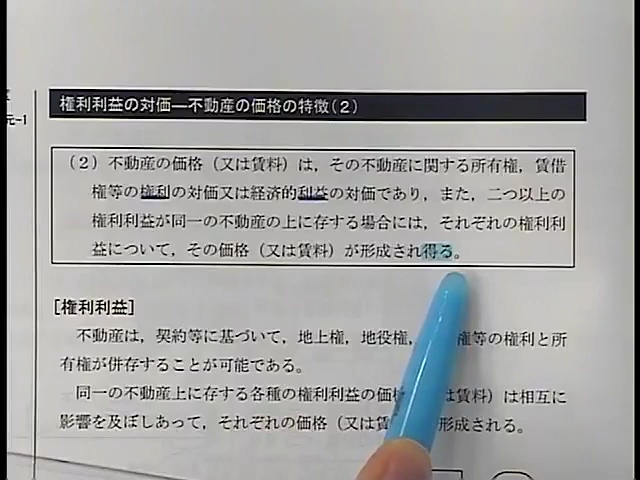 元-1
権利利益の対価―不動産の価格の特徴(2)
(2) 不動産の価格(又は賃料)は,その不動産に関する所有権,賃借
権等の権利の対価又は経済的利益の対価であり,また,二つ以上の
権利利益が同一の不動産の上に存する場合には,それぞれの権利利
益について,その価格(又は賃料)が形成され得る。
[権利利益]
不動産は,契約等に基づいて,地上権,地役権, 権等の権利と所
有権が併存することが可能である。
同一の不動産上に存する各種の権利利益の価 は賃料)は相互に
影響を及ぼしあって,それぞれの価格(又は賃 形成される。